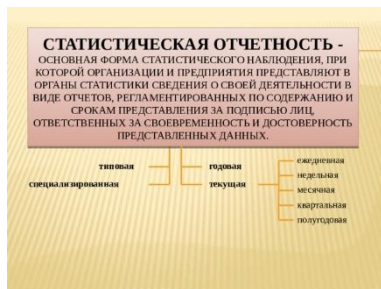 СТАТИСТИЧЕСКАЯ ОТЧЕТНОСТЬ -
ОСНОВНАЯ ФОРМА СТАТИСТИЧЕСКОГО НАБЛЮДЕНИЯ, ПРИ
КОТОРОЙ ОРГАНИЗАЦИИ И ПРЕДПРИЯТИЯ ПРЕДСТАВЛЯЮТ В
ОРГАНЫ СТАТИСТИКИ СВЕДЕНИЯ О СВОЕЙ ДЕЯТЕЛЬНОСТИ В
ВИДЕ ОТЧЕТОВ, РЕГЛАМЕНТИРОВАННЫХ ПО СОДЕРЖАНИЮ И
СРОКАМ ПРЕДСТАВЛЕНИЯ ЗА ПОДПИСЬЮ ЛИЦ,
ОТВЕТСТВЕННЫХ ЗА СВОЕВРЕМЕННОСТЬ И ДОСТОВЕРНОСТЬ
ПРЕДСТАВЛЕННЫХ ДАННЫХ.
типовая
специализированная
годовая
текущая
ежедневная
недельная
месячная
квартальная
полугодовая